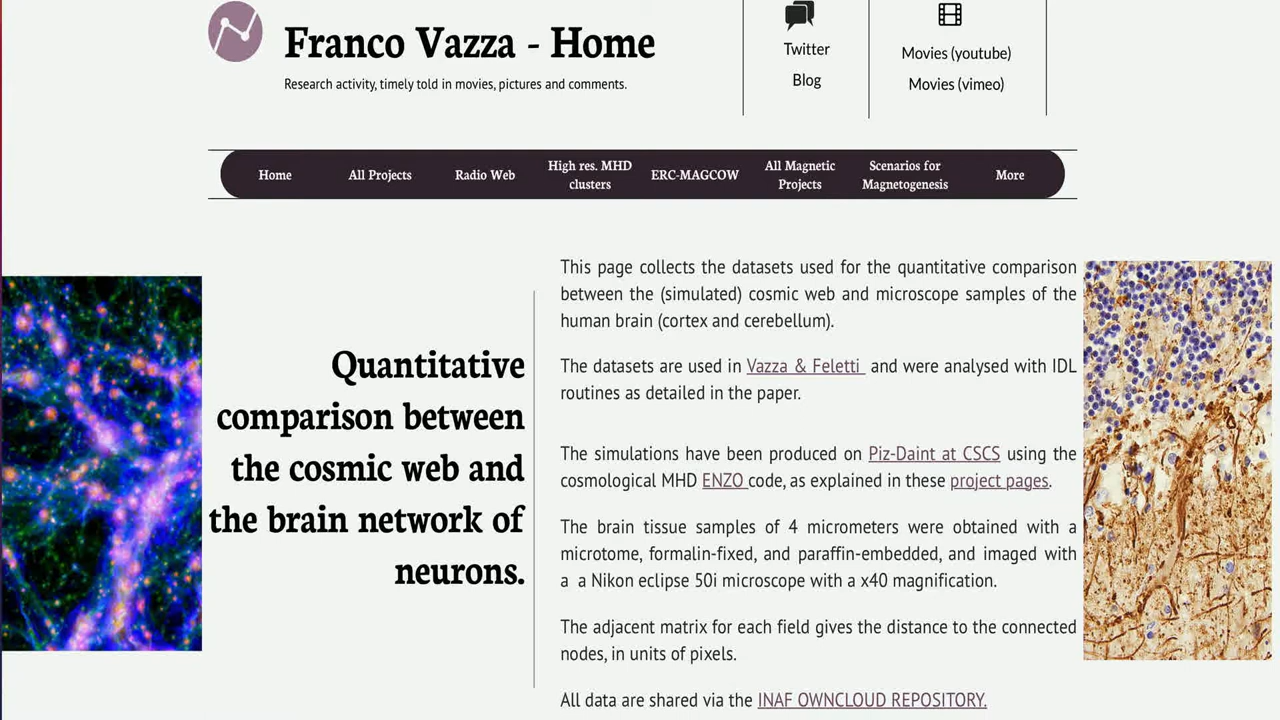 Franco Vazza - Home
Research activity, timely told in movies, pictures and comments.
Twitter
Blog
Movies (youtube)
Movies (vimeo)
Home
All Projects
Radio Web
High res. MHD
clusters
ERC-MAGCOW
All Magnetic
Projects
Scenarios for
Magnetogenesis
More
Quantitative
comparison between
the cosmic web and
the brain network of
neurons.
This page collects the datasets used for the quantitative comparison
between the (simulated) cosmic web and microscope samples of the
human brain (cortex and cerebellum).
The datasets are used in Vazza & Feletti and were analysed with IDL
routines as detailed in the paper.
The simulations have been produced on Piz-Daint at CSCS using the
cosmological MHD ENZO code, as explained in these project pages.
The brain tissue samples of 4 micrometers were obtained with a
microtome, formalin-fixed, and paraffin-embedded, and imaged with
a a Nikon eclipse 50i microscope with a x40 magnification.
The adjacent matrix for each field gives the distance to the connected
nodes, in units of pixels.
All data are shared via the INAF OWNCLOUD REPOSITORY.